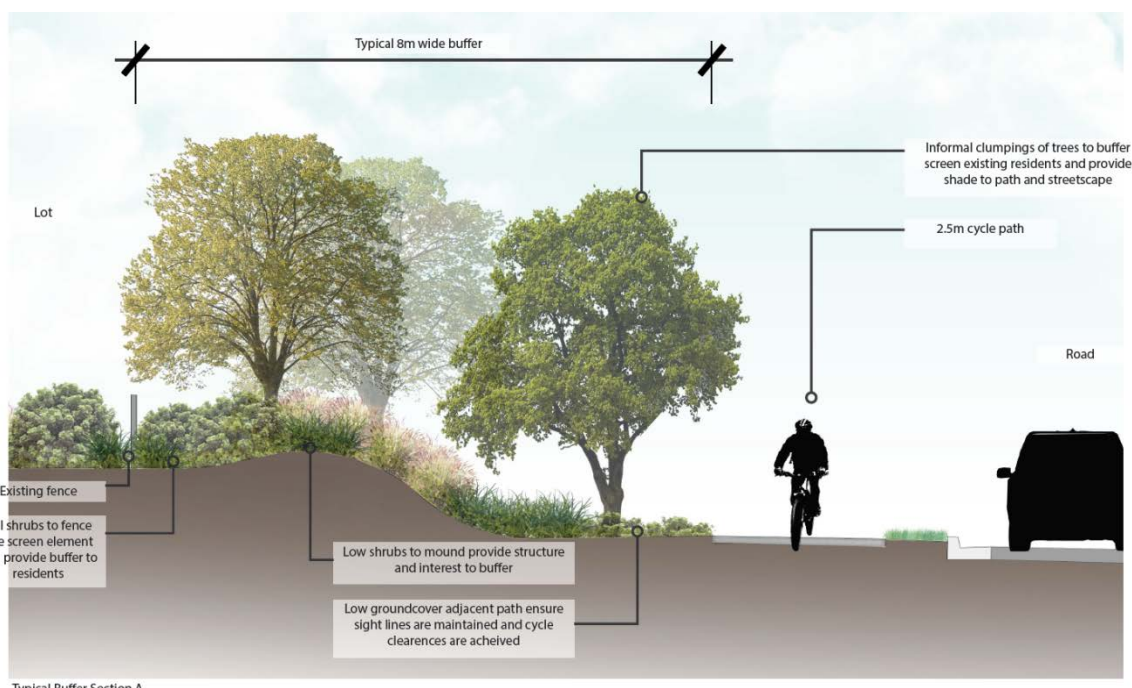 Typical 8m wide buffer
Informal clumpings of trees to buffer
screen existing residents and provide
shade to path and streetscape
Lot
2.5m cycle path
Road
Existing fence
shrubs to fence
screen element
provide buffer to
residents
Low shrubs to mound provide structure
and interest to buffer
Low groundcover adjacent path ensure
sight lines are maintained and cycle
clearences are acheived
Typical Buffer Section A